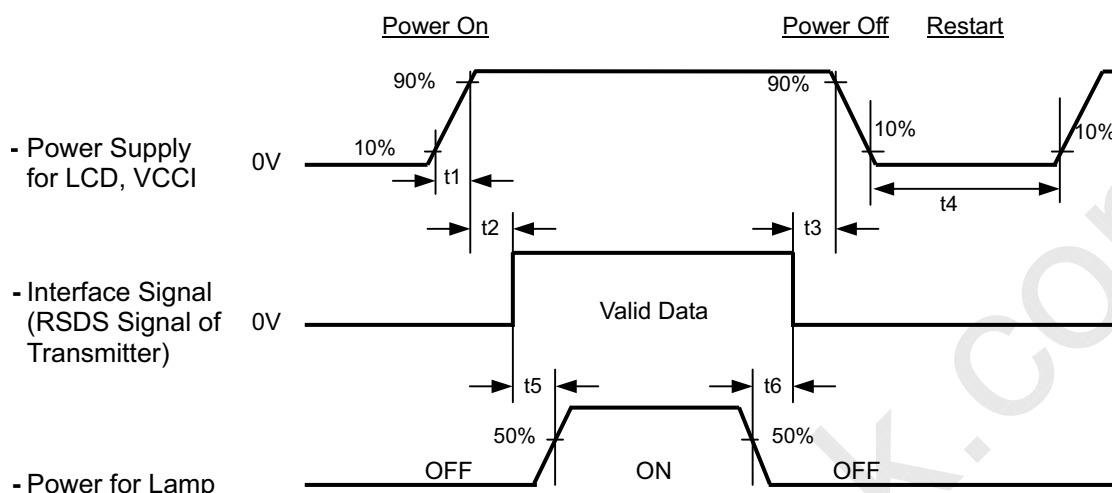 Power On
Power Off
Restart
90%
90%
10%
10%
10%
- Power Supply
for LCD, VCCI
0V
t1
t4
t2
t3
- Interface Signal
(RSDS Signal of
Transmitter)
0V
Valid Data
t5
t6
50%
50%
OFF
ON
OFF
- Power for Lamp